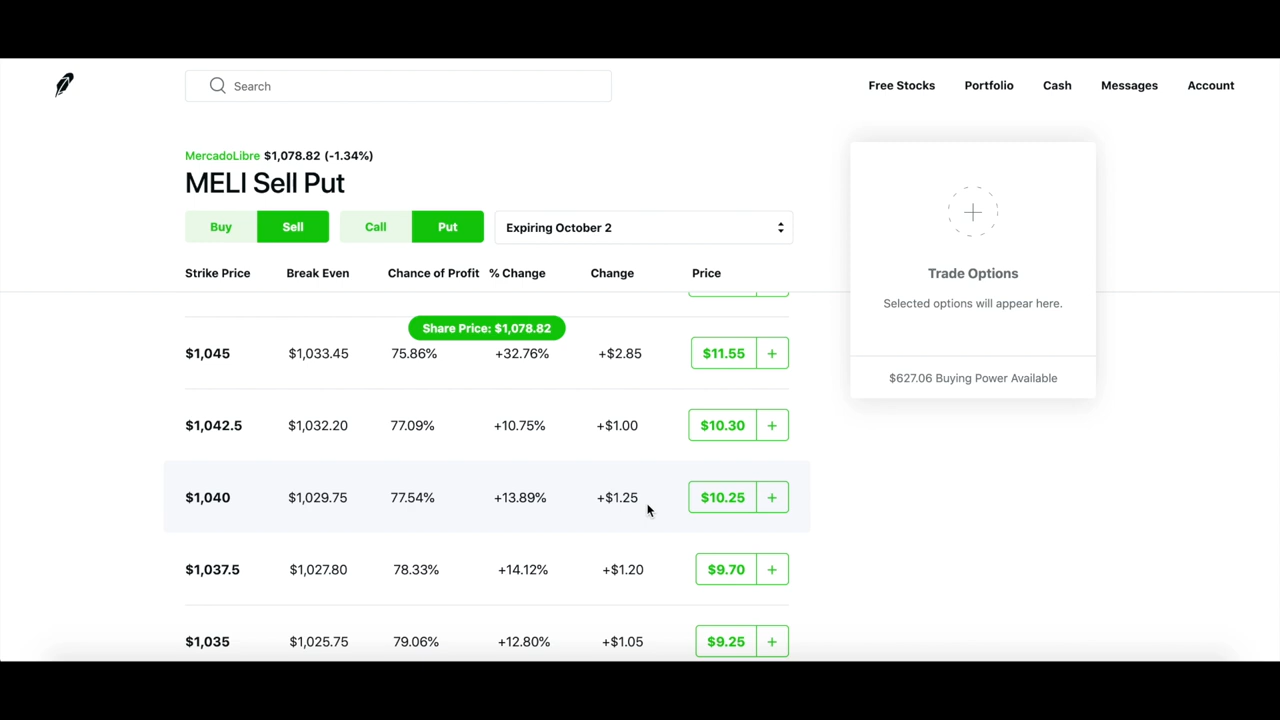 Search
Free Stocks Portfolio Cash Messages Account
MercadoLibre $1,078.82 (-1.34%)
MELI Sell Put
Buy Sell Call Put Expiring October 2
Strike Price Break Even Chance of Profit % Change Change Price
Share Price: $1,078.82
$1,045 $1,033.45 75.86% +32.76% +$2.85 $11.55 +
$1,042.5 $1,032.20 77.09% +10.75% +$1.00 $10.30 +
$1,040 $1,029.75 77.54% +13.89% +$1.25 $10.25 +
$1,037.5 $1,027.80 78.33% +14.12% +$1.20 $9.70 +
$1,035 $1,025.75 79.06% +12.80% +$1.05 $9.25 +
Trade Options
Selected options will appear here.
$627.06 Buying Power Available